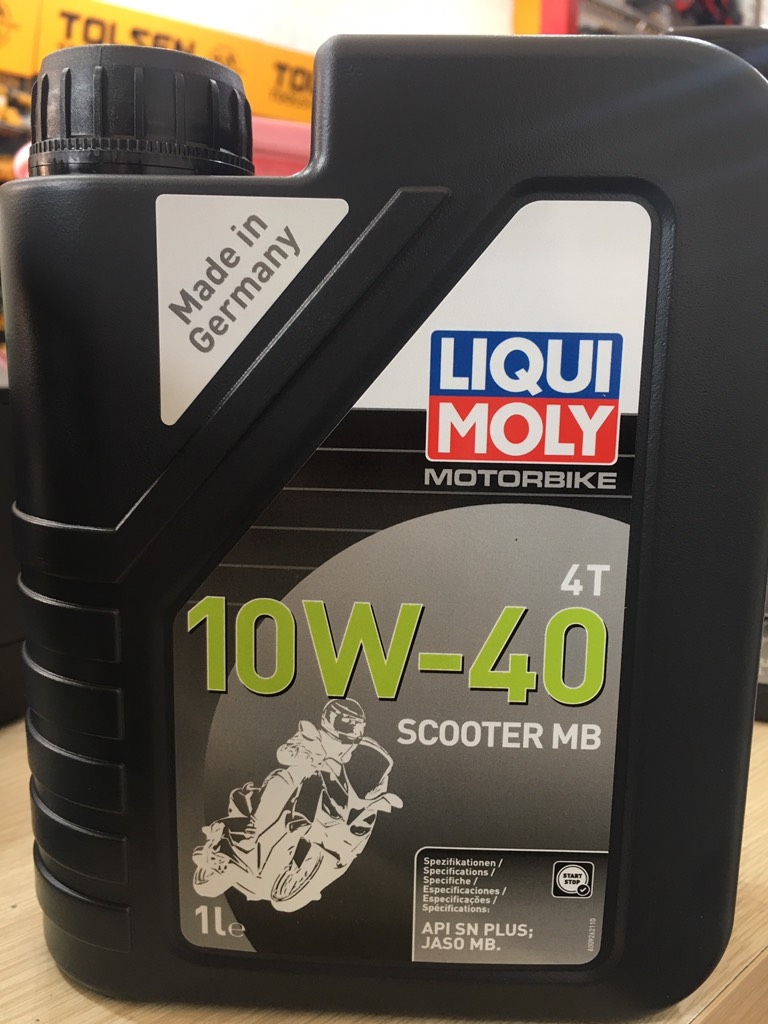 TOLSEN
Made in
Germany
LIQUI
MOLY
MOTORBIKE
4T
10W-40
SCOOTER MB
Spezifikationen /
Specifications /
Specifiche /
Especificaciones /
Especificações /
Spécifications:
START
STOP
API SN PLUS;
JASO MB.
1L e